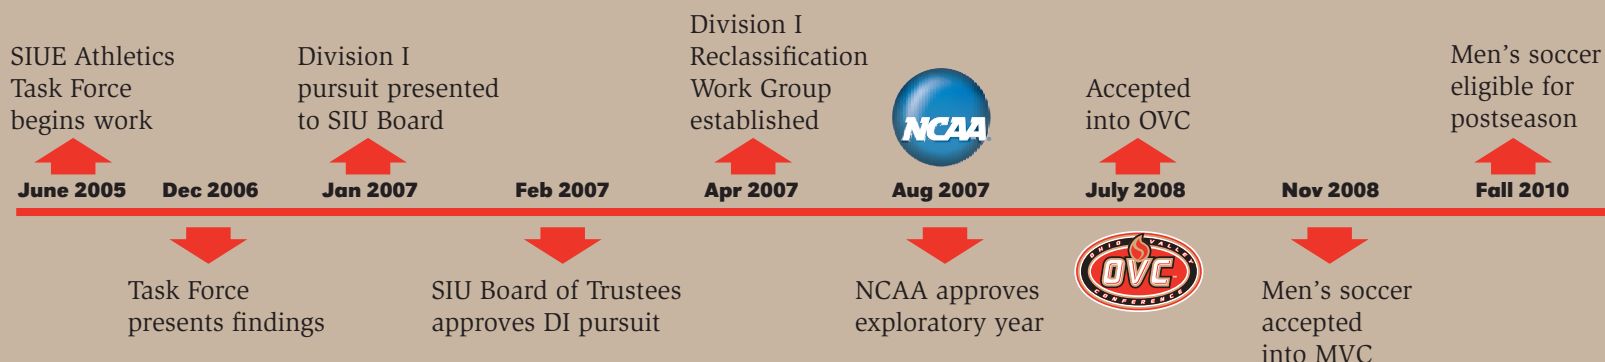 SIUE Athletics
Task Force
begins work
June 2005
Dec 2006
Task Force
presents findings
Division I
pursuit presented
to SIU Board
Jan 2007
Feb 2007
SIU Board of Trustees
approves DI pursuit
Division I
Reclassification
Work Group
established
Apr 2007
NCAA
Aug 2007
NCAA approves
exploratory year
Accepted
into OVC
July 2008
OHIO VALLEY
OVC
CONFERENCE
Nov 2008
Men’s soccer
accepted
into MVC
Men’s soccer
eligible for
postseason
Fall 2010